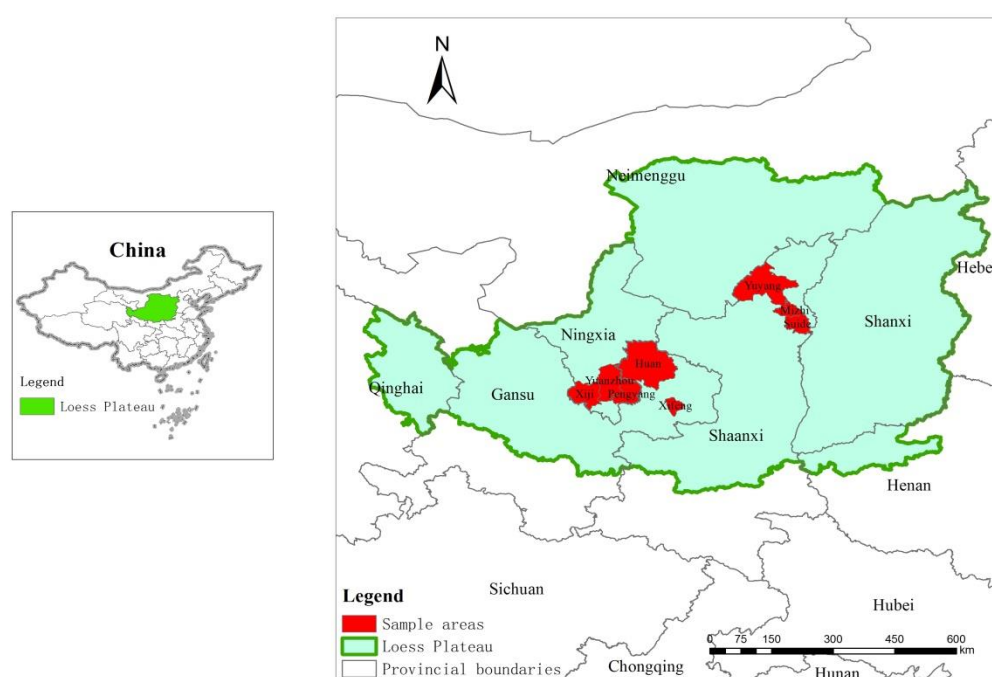 China
Legend
Loess Plateau
N
Neimenggu
Hebe
Yuyang
Mizhi
Suide
Shanxi
Ningxia
Huan
Yuanzhou
Qinghai
Gansu
Xiji
Pengyang
Xifeng
Shaanxi
Henan
Sichuan
Hubei
Legend
Sample areas
Loess Plateau
Provincial boundaries
0 75 150 300 450 600
km
Chongqing
Hunan